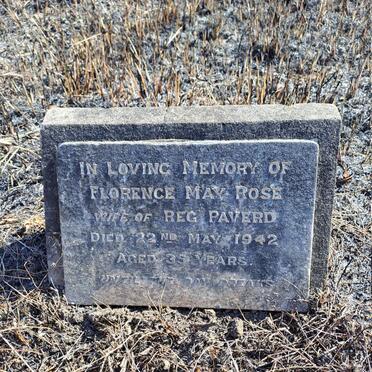 In Loving Memory Of
Florence May Rose
Wife of Reg Paverd
Died 22nd May 1942
Aged 35 Years.